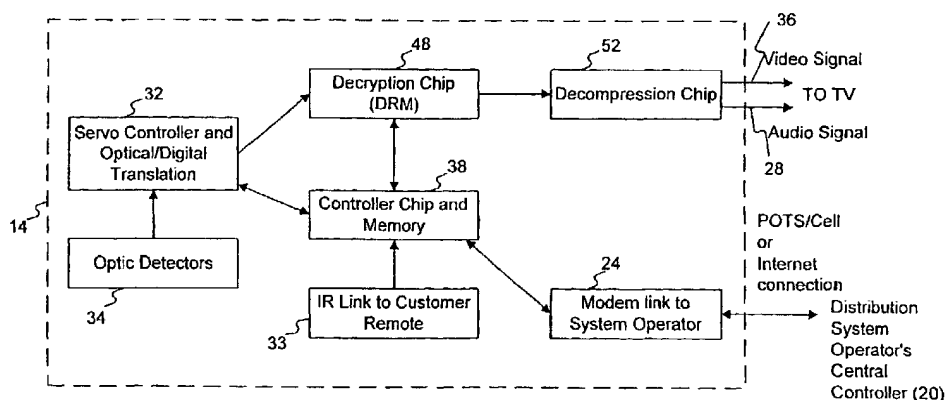 36
48
52
Video Signal
32
Decryption Chip
(DRM)
Decompression Chip
TO TV
Servo Controller and
Optical/Digital
Translation
Audio Signal
28
38
Controller Chip and
Memory
14
POTS/Cell
or
Internet
connection
Optic Detectors
24
34
IR Link to Customer
Remote
33
Modem link to
System Operator
Distribution
System
Operator's
Central
Controller (20)